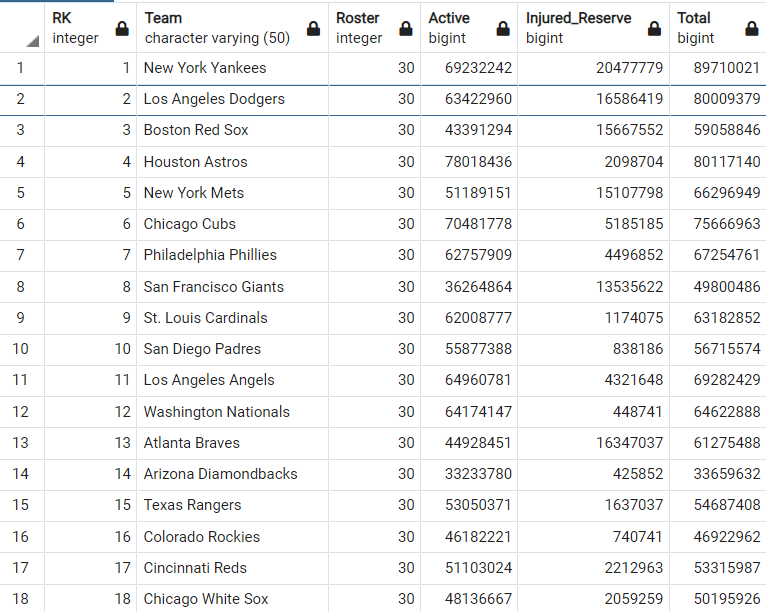 RK Team Roster Active Injured_Reserve Total
integer character varying (50) integer bigint bigint bigint
1 1 New York Yankees 30 69232242 20477779 89710021
2 2 Los Angeles Dodgers 30 63422960 16586419 80009379
3 3 Boston Red Sox 30 43391294 15667552 59058846
4 4 Houston Astros 30 78018436 2098704 80117140
5 5 New York Mets 30 51189151 15107798 66296949
6 6 Chicago Cubs 30 70481778 5185185 75666963
7 7 Philadelphia Phillies 30 62757909 4496852 67254761
8 8 San Francisco Giants 30 36264864 13535622 49800486
9 9 St. Louis Cardinals 30 62008777 1174075 63182852
10 10 San Diego Padres 30 55877388 838186 56715574
11 11 Los Angeles Angels 30 64960781 4321648 69282429
12 12 Washington Nationals 30 64174147 448741 64622888
13 13 Atlanta Braves 30 44928451 16347037 61275488
14 14 Arizona Diamondbacks 30 33233780 425852 33659632
15 15 Texas Rangers 30 53050371 1637037 54687408
16 16 Colorado Rockies 30 46182221 740741 46922962
17 17 Cincinnati Reds 30 51103024 2212963 53315987
18 18 Chicago White Sox 30 48136667 2059259 50195926